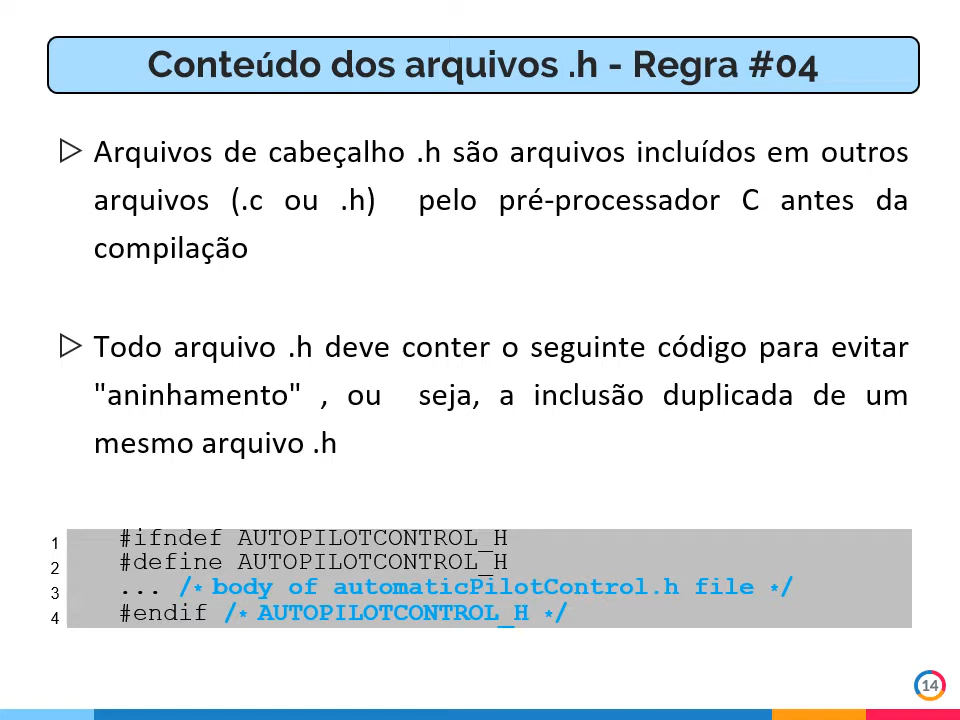 Conteúdo dos arquivos .h - Regra #04
Arquivos de cabeçalho .h são arquivos incluídos em outros
arquivos (.c ou .h) pelo pré-processador C antes da
compilação
Todo arquivo .h deve conter o seguinte código para evitar
"aninhamento" , ou seja, a inclusão duplicada de um
mesmo arquivo .h
1 #ifndef AUTOPILOTCONTROL_H
2 #define AUTOPILOTCONTROL_H
3 ... /* body of automaticPilotControl.h file */
4 #endif /* AUTOPILOTCONTROL_H */
14